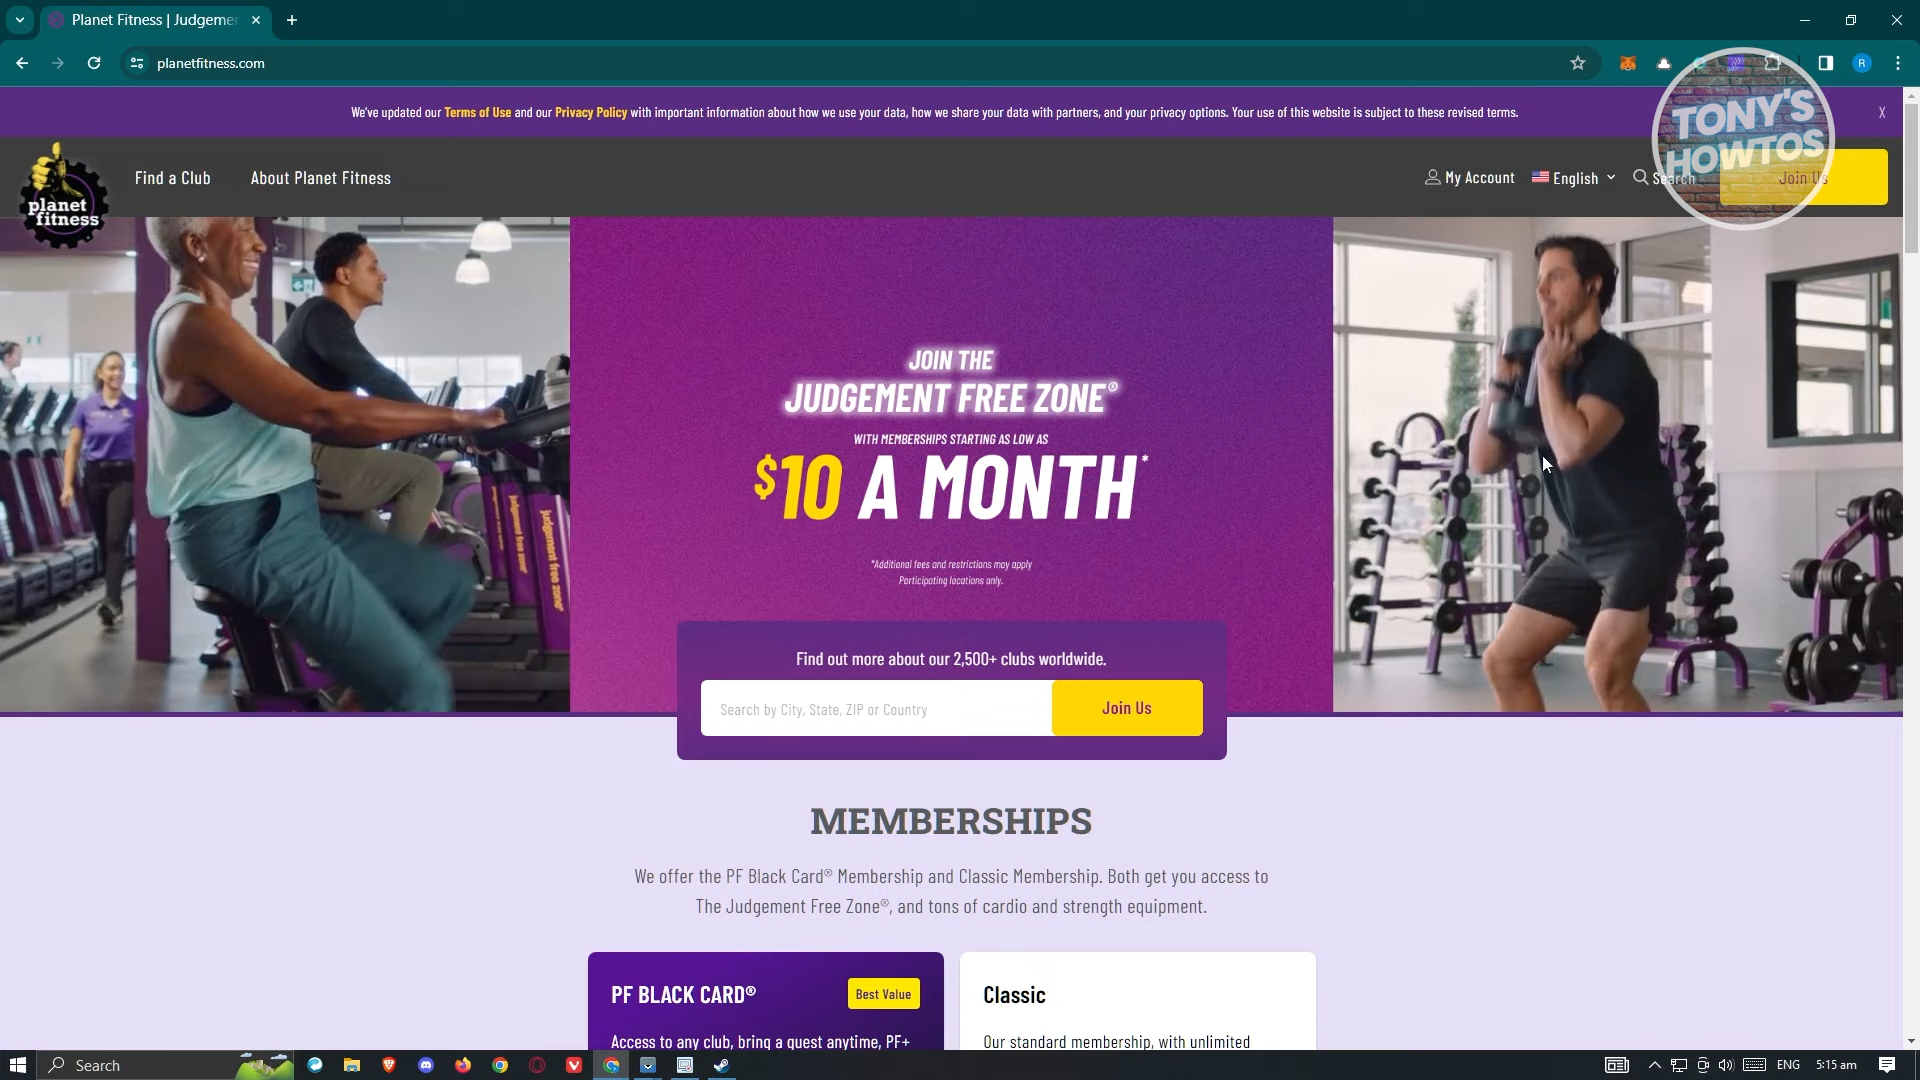 Planet Fitness | Judgemen
planetfitness.com
R
We've updated our Terms of Use and our Privacy Policy with important information about how we use your data, how we share your data with partners, and your privacy options. Your use of this website is subject to these revised terms.
X
TONY'S
HOWTOS
planet
fitness
Find a Club
About Planet Fitness
My Account
English
Search
Join Us
JOIN THE
JUDGEMENT FREE ZONE®
WITH MEMBERSHIPS STARTING AS LOW AS
$10 A MONTH*
*Additional fees and restrictions may apply
Participating locations only.
judgement free zone®
judgement free zone®
Find out more about our 2,500+ clubs worldwide.
Search by City, State, ZIP or Country
Join Us
MEMBERSHIPS
We offer the PF Black Card® Membership and Classic Membership. Both get you access to
The Judgement Free Zone®, and tons of cardio and strength equipment.
PF BLACK CARD®
Best Value
Access to any club, bring a guest anytime, PF+
Classic
Our standard membership, with unlimited
Search
ENG
5:15 am